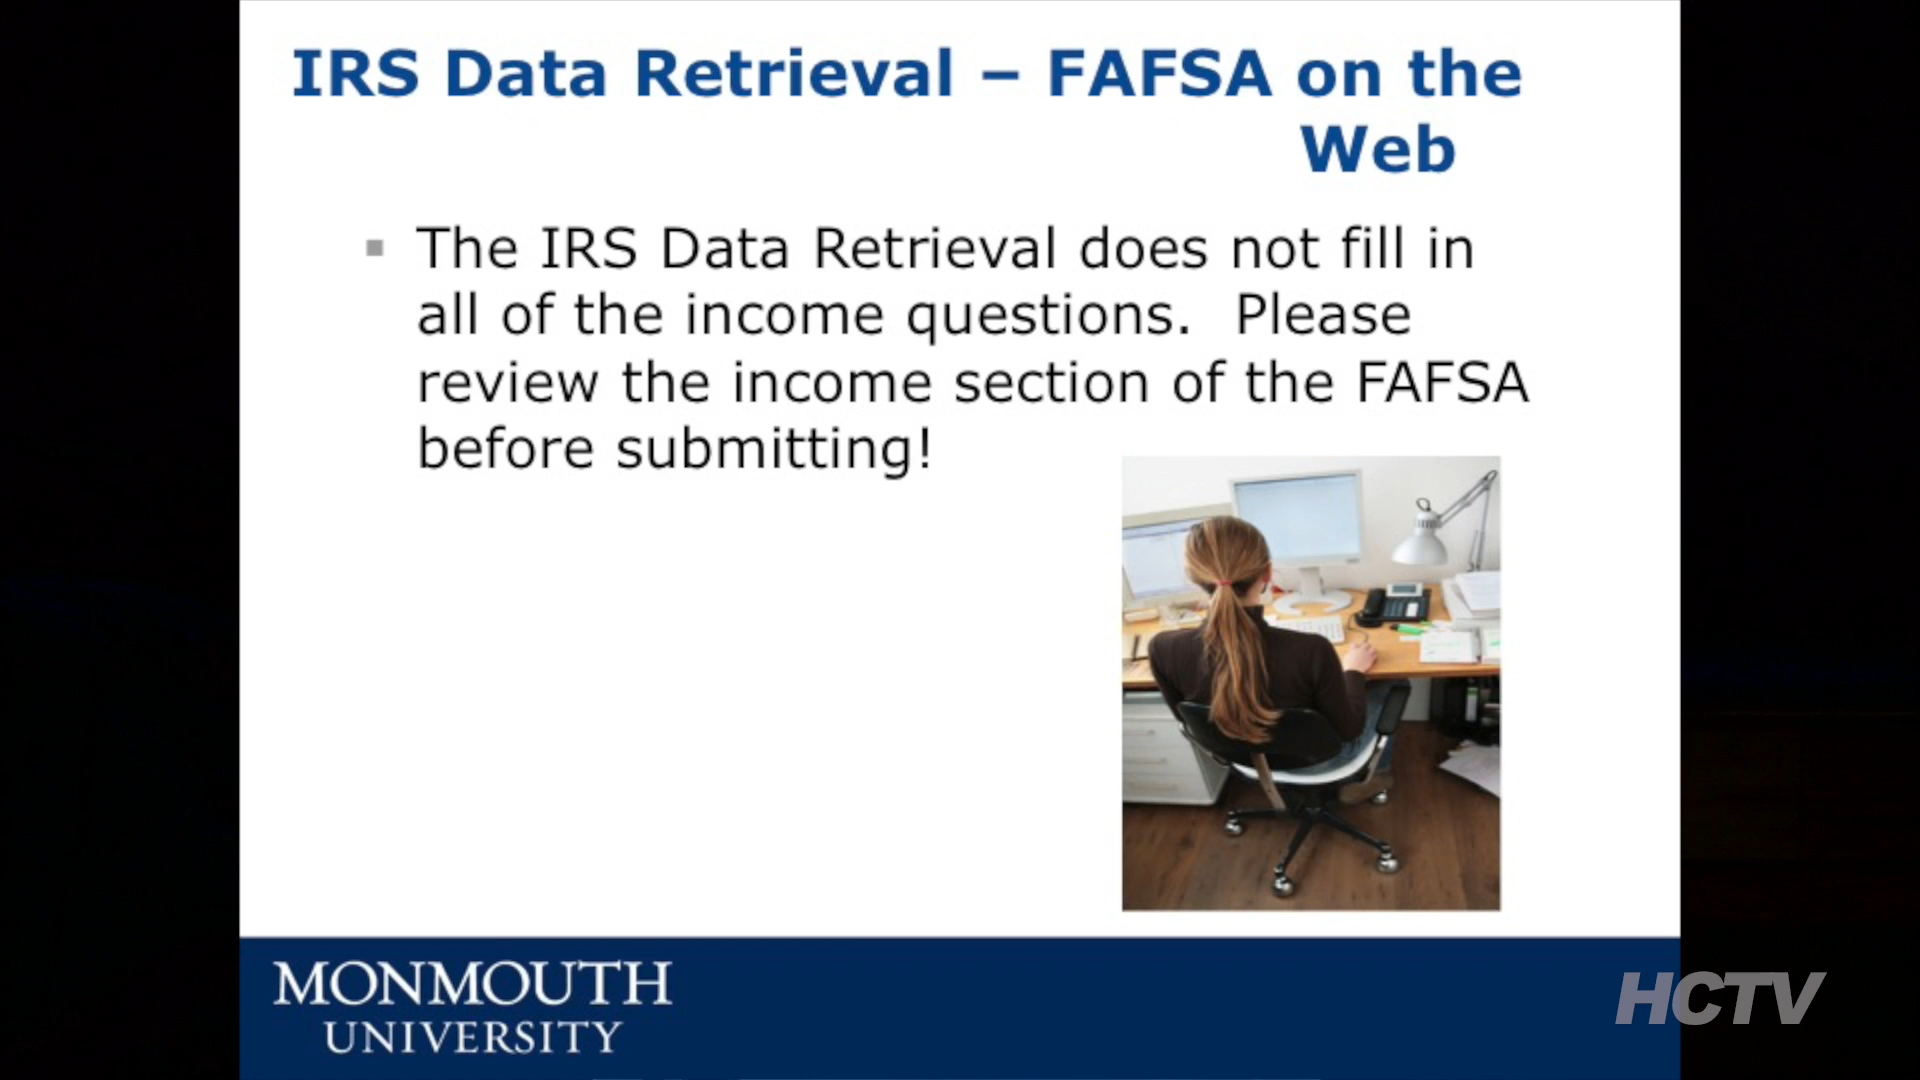 IRS Data Retrieval – FAFSA on the
Web
▪ The IRS Data Retrieval does not fill in
all of the income questions.  Please
review the income section of the FAFSA
before submitting!
MONMOUTH
UNIVERSITY
HCTV